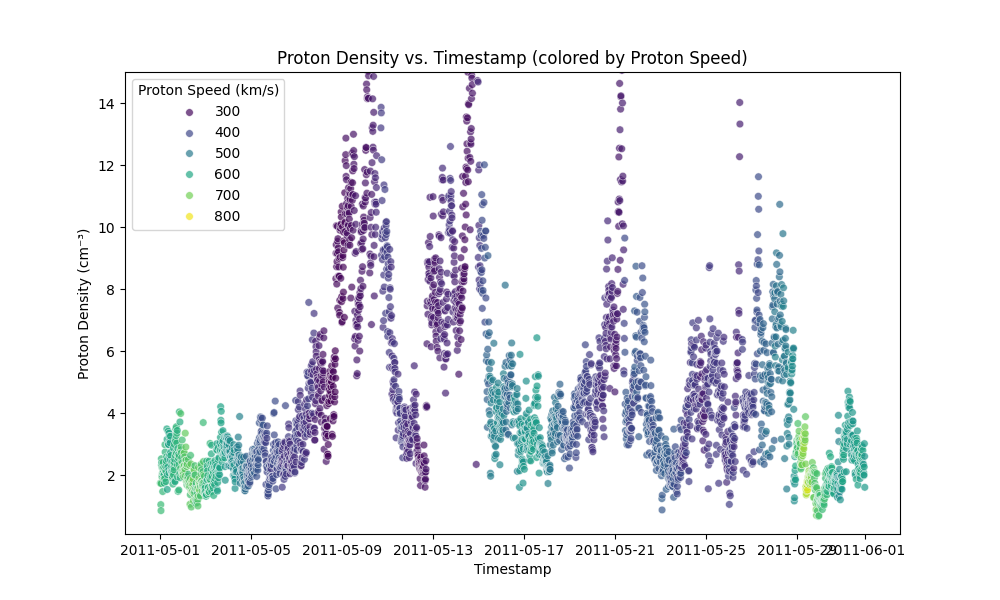 Proton Density vs. Timestamp (colored by Proton Speed)
Proton Speed (km/s)
300
400
500
600
700
800
14
12
10
8
6
4
2
Proton Density (cm⁻³)
2011-05-01 2011-05-05 2011-05-09 2011-05-13 2011-05-17 2011-05-21 2011-05-25 2011-05-29 2011-06-01
Timestamp